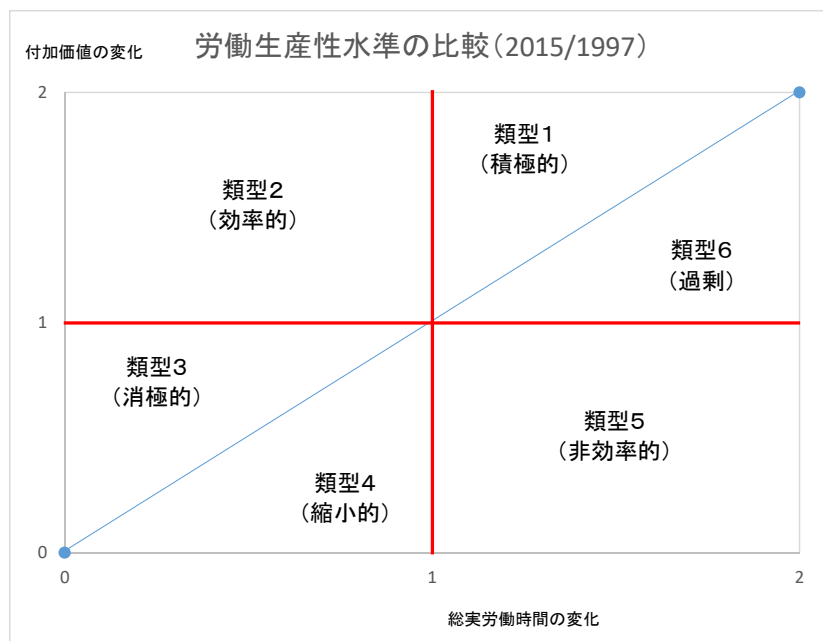 労働生産性水準の比較(2015/1997)
付加価値の変化
2
類型1
(積極的)
類型2
(効率的)
類型6
(過剰)
1
類型3
(消極的)
類型5
(非効率的)
類型4
(縮小的)
0
0
1
2
総実労働時間の変化